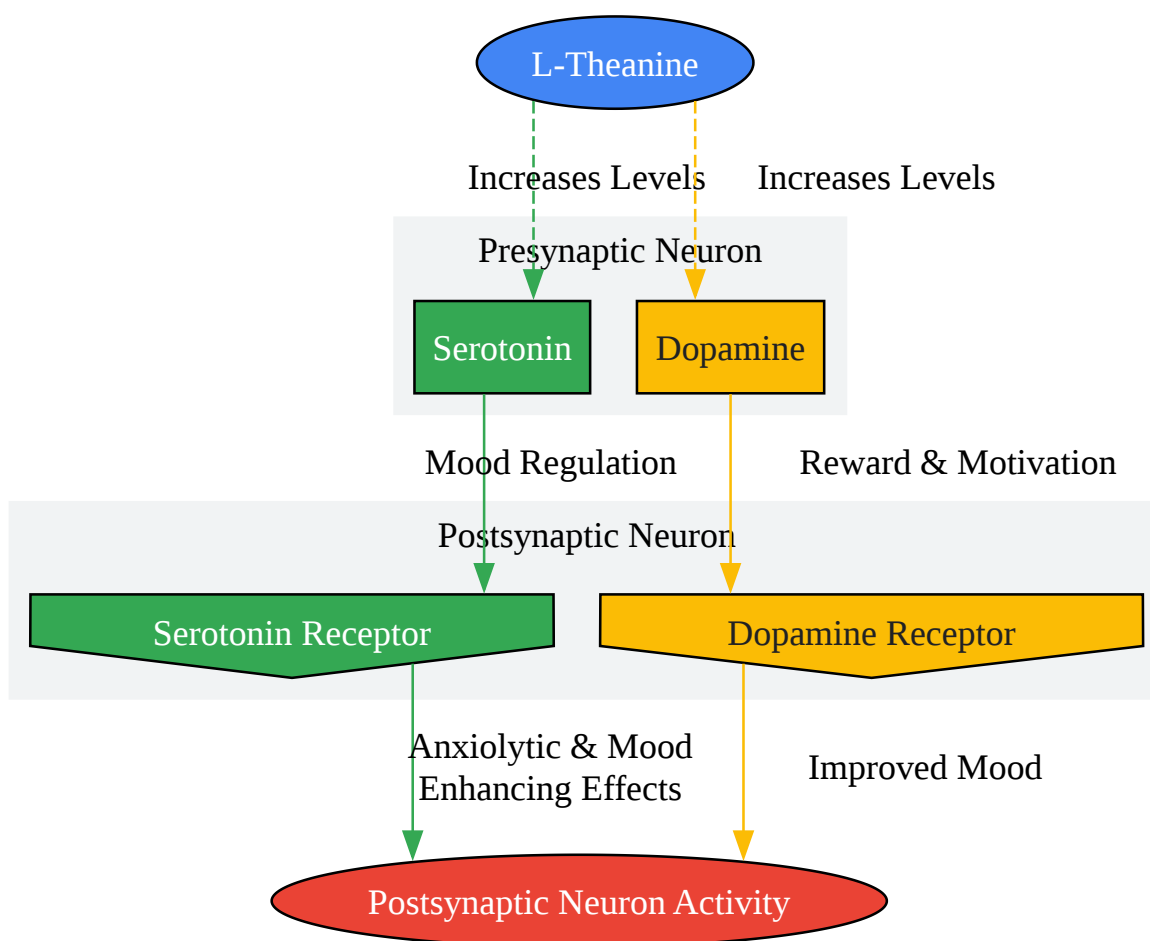 L-Theanine
Increases Levels
Increases Levels
Presynaptic Neuron
Serotonin
Dopamine
Mood Regulation
Reward & Motivation
Postsynaptic Neuron
Serotonin Receptor
Dopamine Receptor
Anxiolytic & Mood
Enhancing Effects
Improved Mood
Postsynaptic Neuron Activity